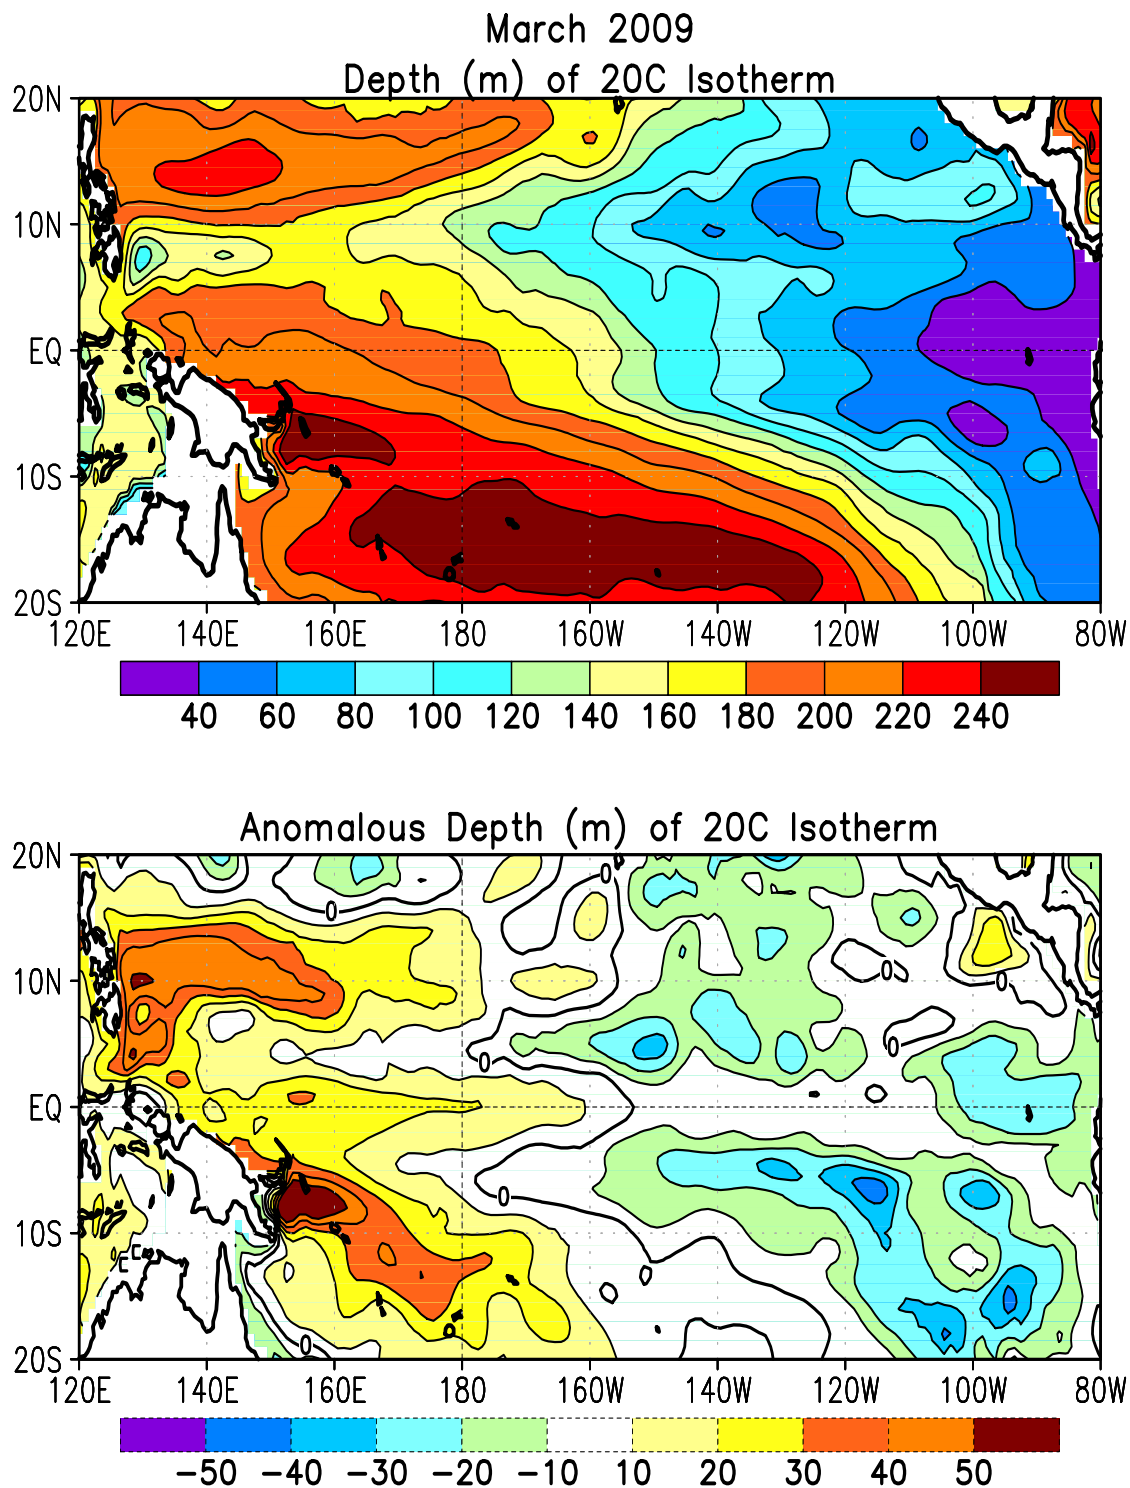 March 2009
Depth (m) of 20C Isotherm
20N
10N
EQ
10S
20S
120E 140E 160E 180 160W 140W 120W 100W 80W
40 60 80 100 120 140 160 180 200 220 240
Anomalous Depth (m) of 20C Isotherm
20N
0
0
10N
0
0
0
0
EQ
0
10S
0
20S
120E 140E 160E 180 160W 140W 120W 100W 80W
−50 −40 −30 −20 −10 10 20 30 40 50